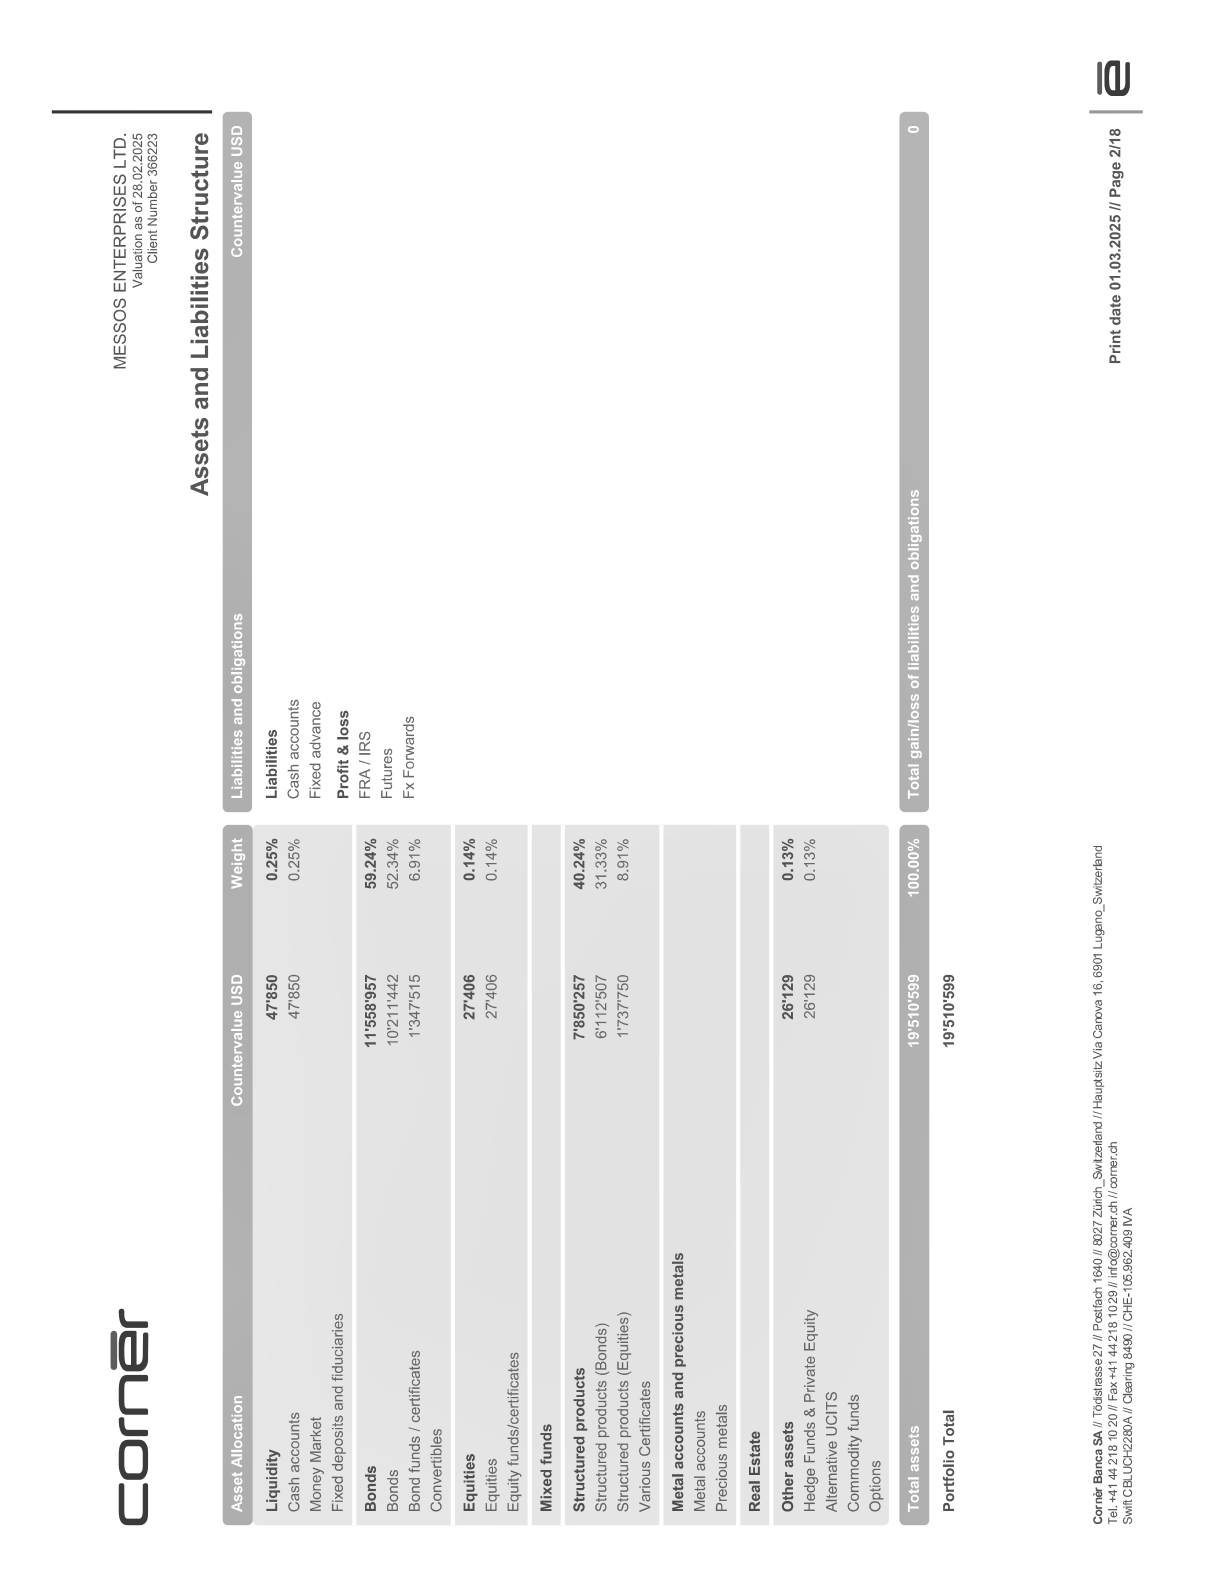 cornèr
MESSOS ENTERPRISES LTD.
Valuation as of 28.02.2025
Client Number 366223
Assets and Liabilities Structure
Asset Allocation Countervalue USD Weight Liabilities and obligations Countervalue USD
Liquidity 47'850 0.25% Liabilities
Cash accounts 47'850 0.25% Cash accounts
Money Market Fixed advance
Fixed deposits and fiduciaries Profit & loss
Bonds 11'558'957 59.24% FRA / IRS
Bonds 10'211'442 52.34% Futures
Bond funds / certificates 1'347'515 6.91% Fx Forwards
Convertibles
Equities 27'406 0.14%
Equities 27'406 0.14%
Equity funds/certificates
Mixed funds
Structured products 7'850'257 40.24%
Structured products (Bonds) 6'112'507 31.33%
Structured products (Equities) 1'737'750 8.91%
Various Certificates
Metal accounts and precious metals
Metal accounts
Precious metals
Real Estate
Other assets 26'129 0.13%
Hedge Funds & Private Equity 26'129 0.13%
Alternative UCITS
Commodity funds
Options
Total assets 19'510'599 100.00% Total gain/loss of liabilities and obligations 0
Portfolio Total 19'510'599
Cornèr Banca SA // Tödistrasse 27 // Postfach 1640 // 8027 Zürich_Switzerland // Hauptsitz Via Canova 16, 6901 Lugano_Switzerland
Tel. +41 44 218 10 20 // Fax +41 44 218 10 29 // info@corner.ch // corner.ch
Swift CBLUCH2280A // Clearing 8490 // CHE-105.962.409 IVA
Print date 01.03.2025 // Page 2/18